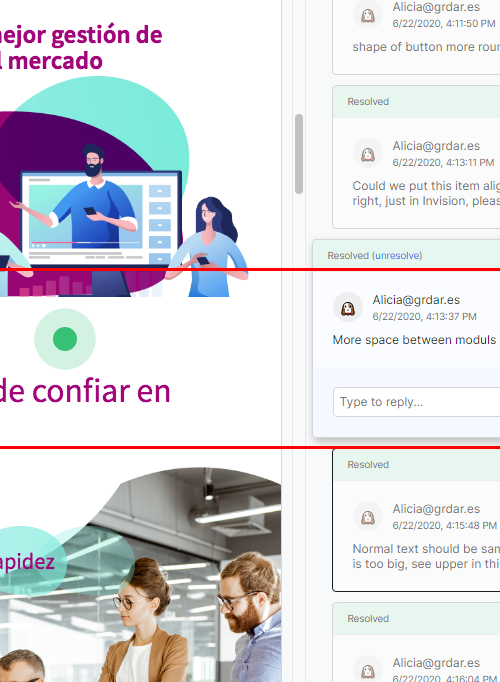 ejor gestión de
l mercado
de confiar en
apidez
Alicia@grdar.es
6/22/2020, 4:11:50 PM
shape of button more roun
Resolved
Alicia@grdar.es
6/22/2020, 4:13:11 PM
Could we put this item alig
right, just in Invision, pleas
Resolved (unresolve)
Alicia@grdar.es
6/22/2020, 4:13:37 PM
More space between moduls
Type to reply...
Resolved
Alicia@grdar.es
6/22/2020, 4:15:48 PM
Normal text should be sam
is too big, see upper in thi
Resolved
Alicia@grdar.es
6/22/2020, 4:16:04 PM